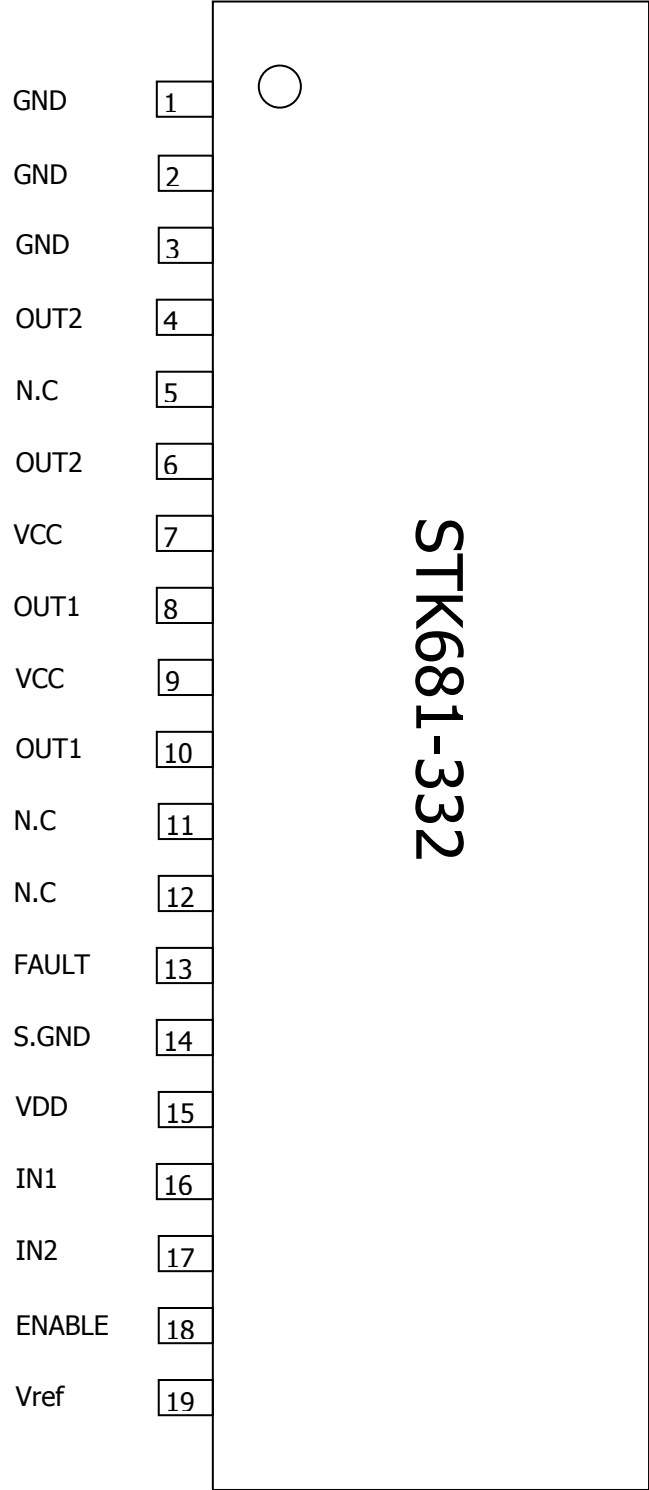 GND 1
GND 2
GND 3
OUT2 4
N.C 5
OUT2 6
VCC 7
OUT1 8
VCC 9
OUT1 10
N.C 11
N.C 12
FAULT 13
S.GND 14
VDD 15
IN1 16
IN2 17
ENABLE 18
Vref 19
STK681-332